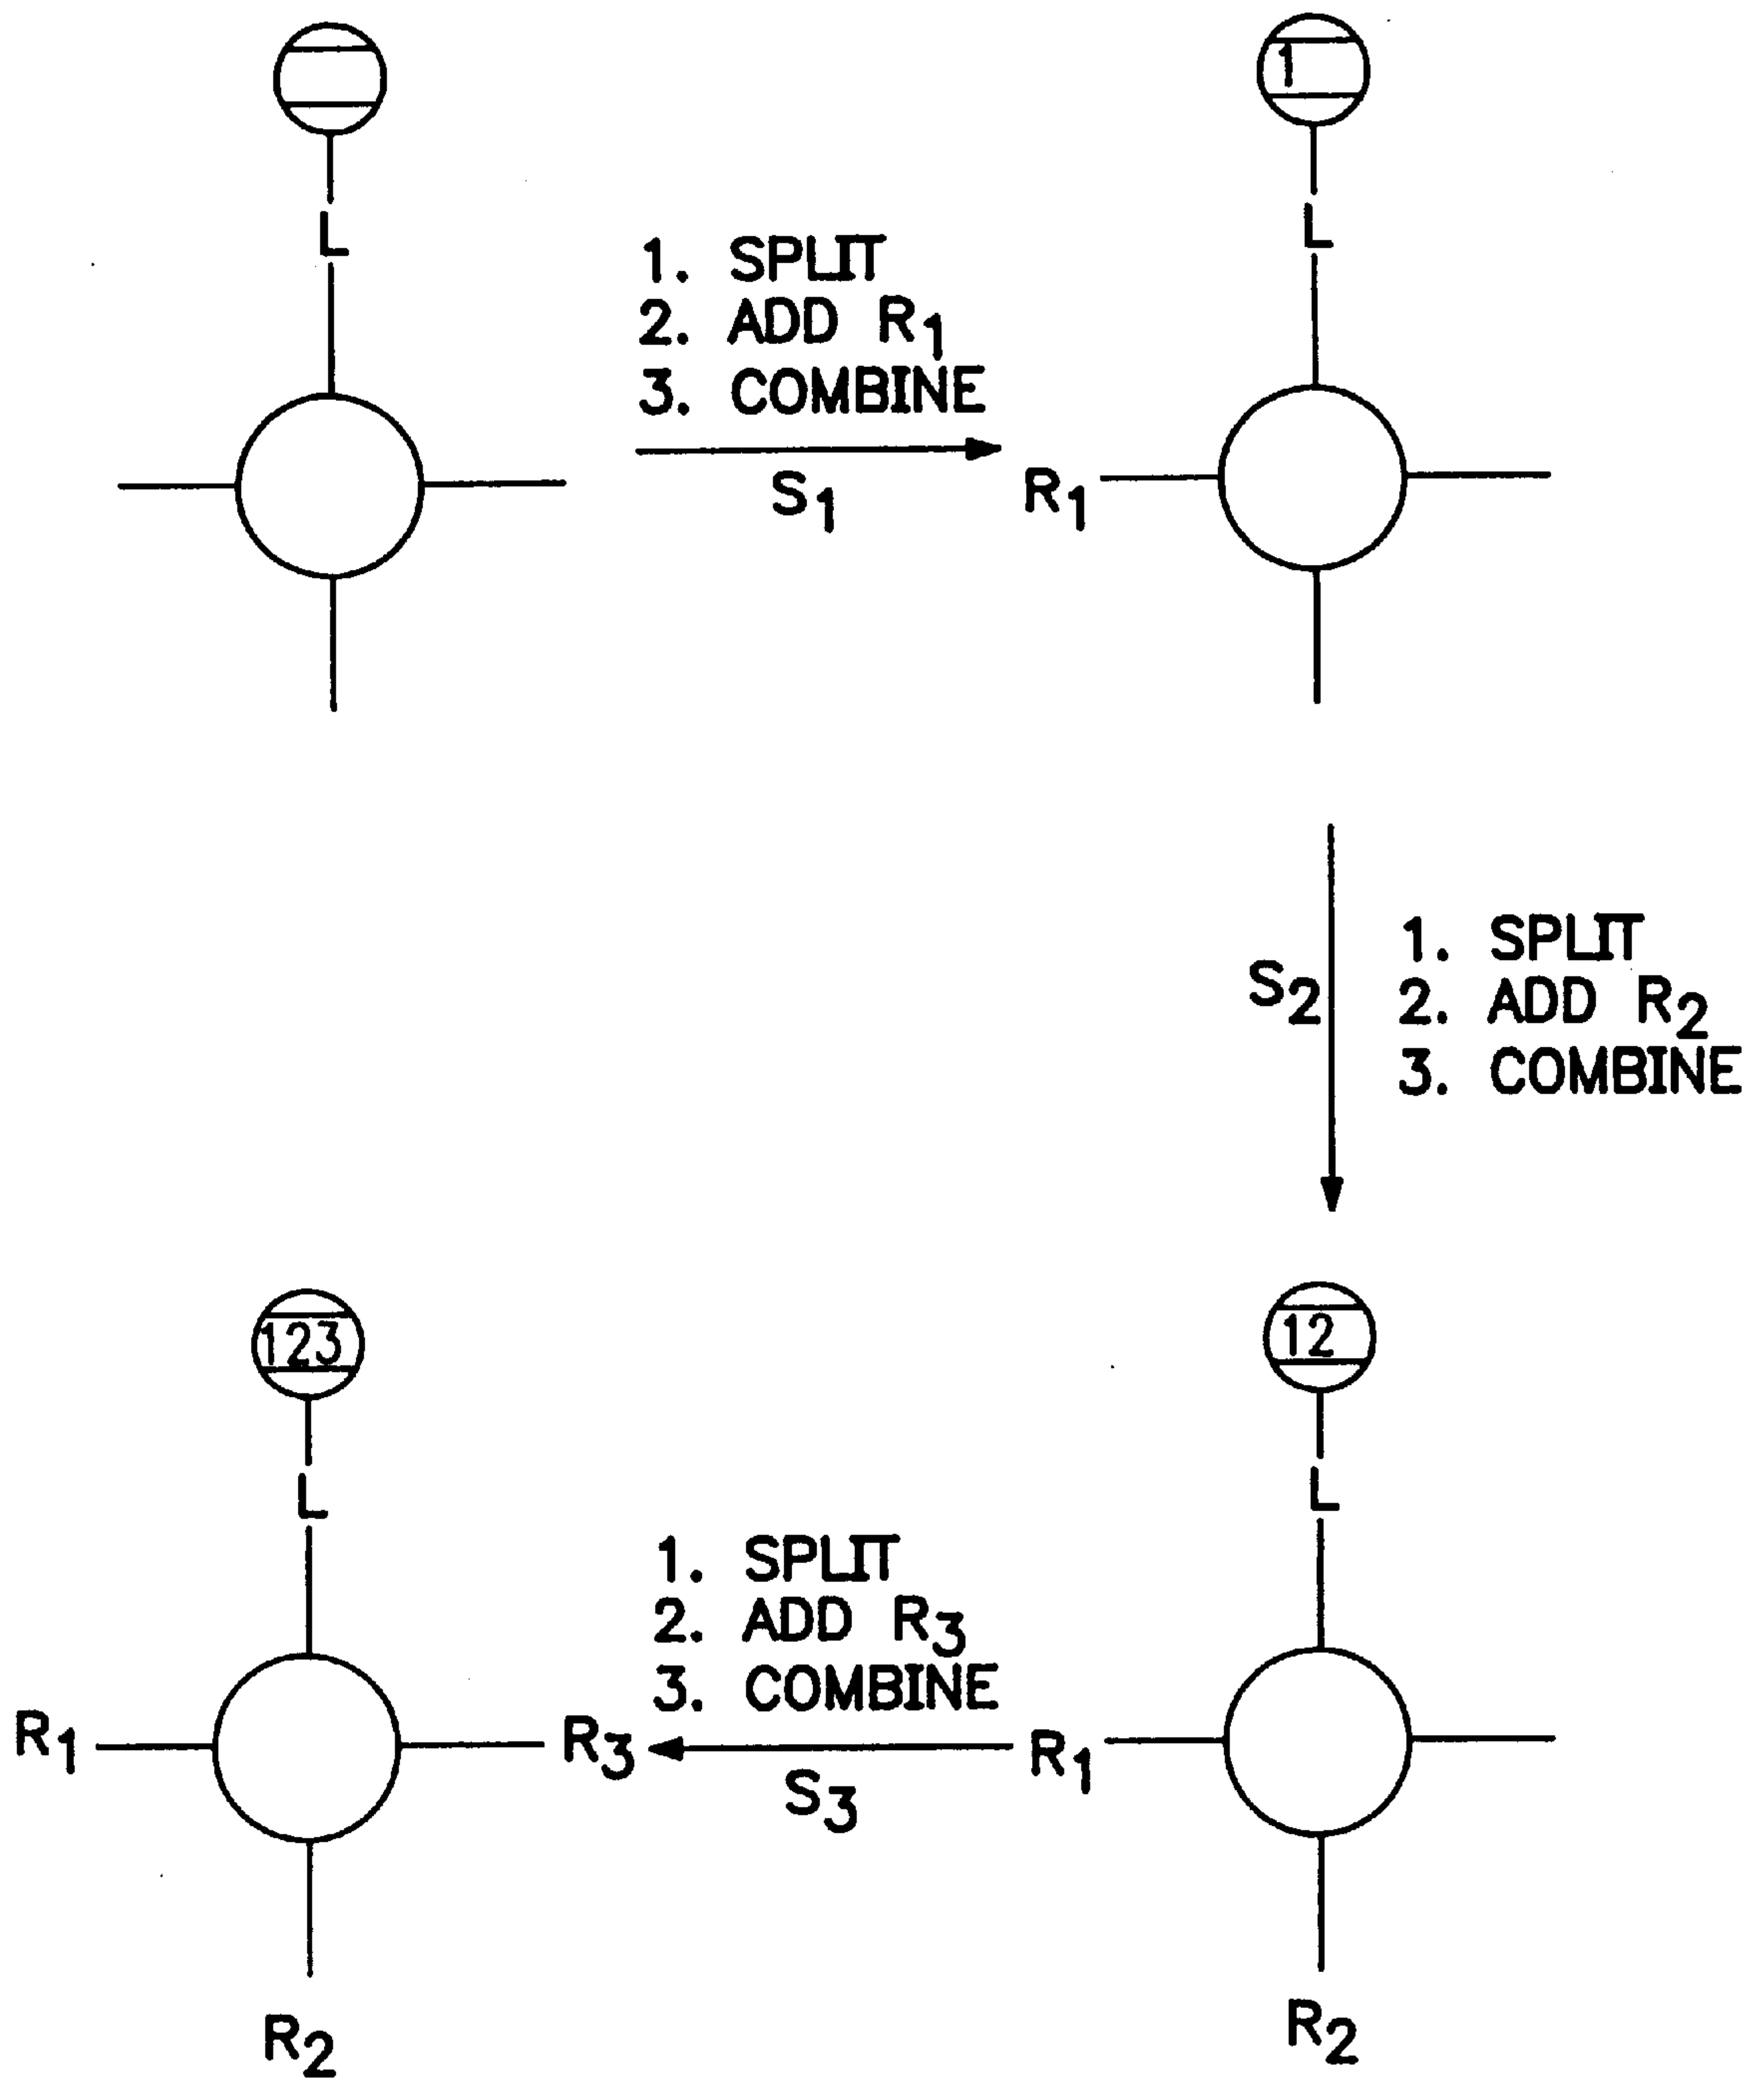 1
L
L
1. SPLIT
2. ADD R1
3. COMBINE
S1
R1
S2
1. SPLIT
2. ADD R2
3. COMBINE
123
12
L
L
1. SPLIT
2. ADD R3
3. COMBINE
R1
R3
S3
R1
R2
R2